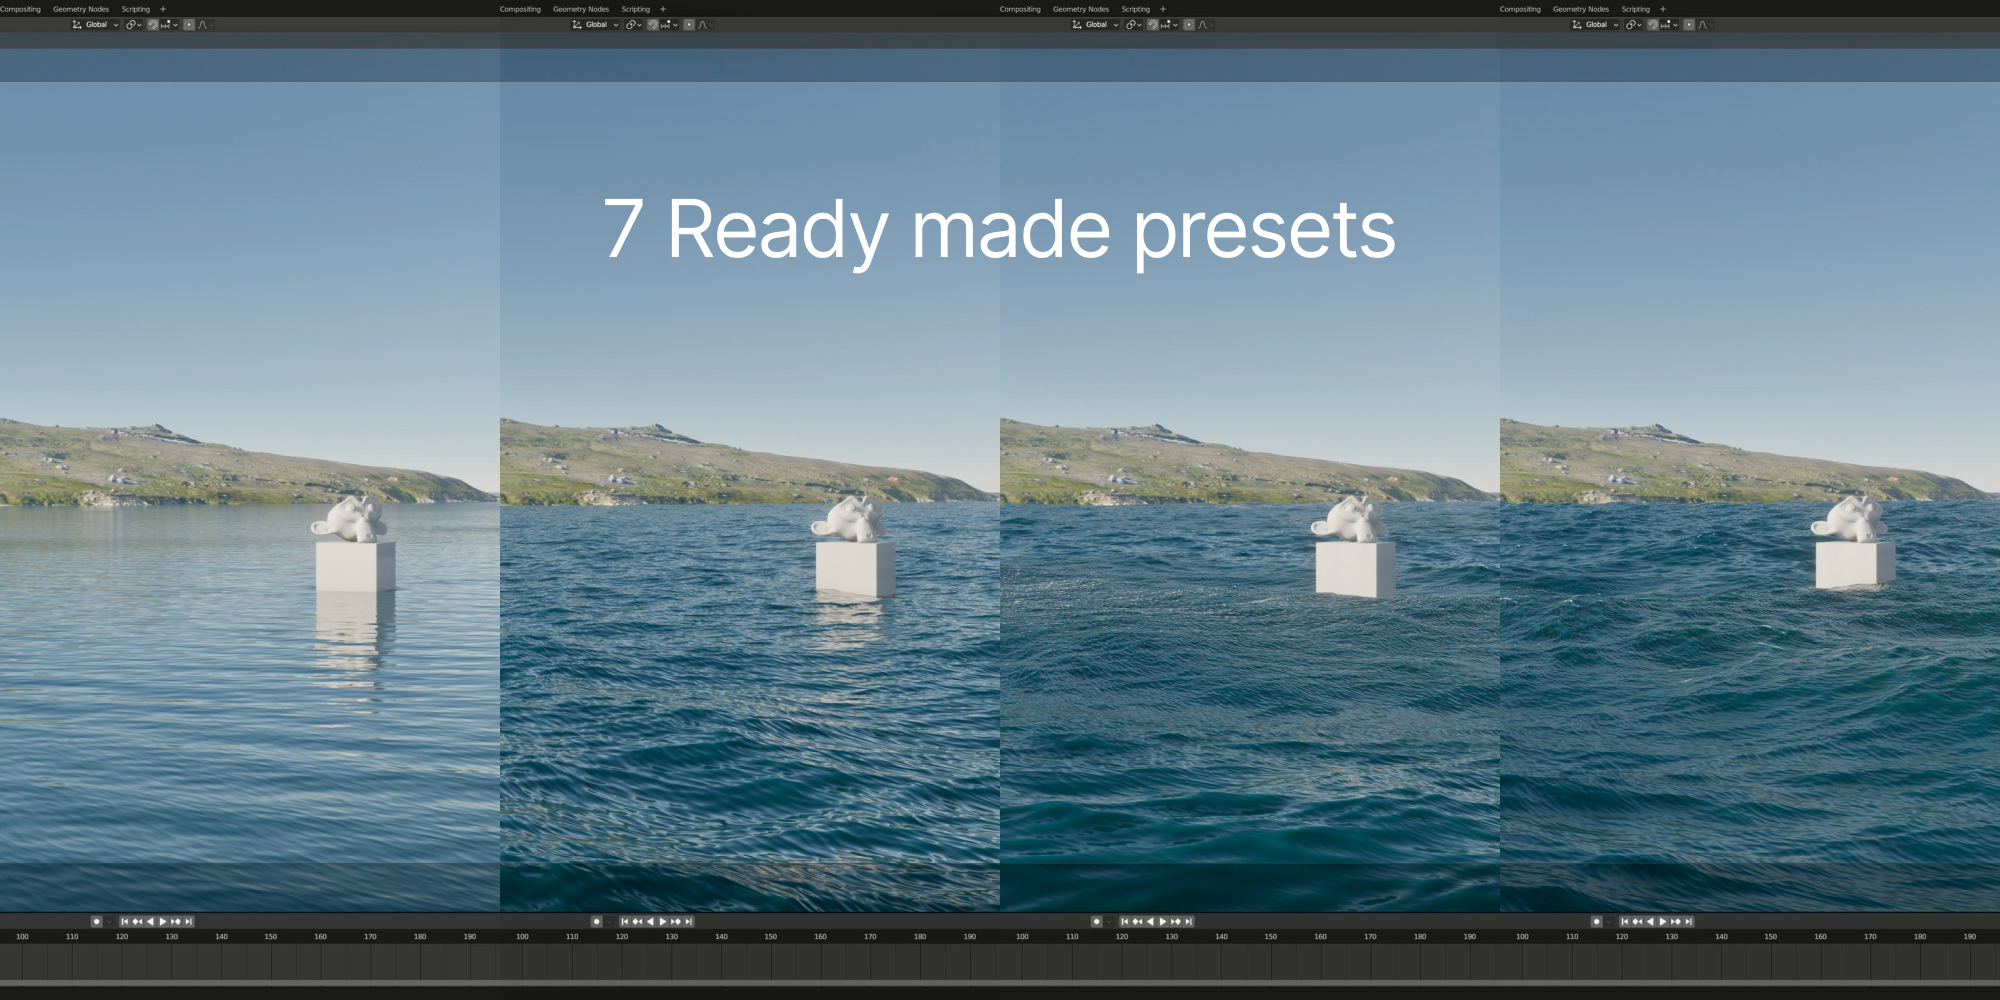 Compositing Geometry Nodes Scripting + Compositing Geometry Nodes Scripting + Compositing Geometry Nodes Scripting + Compositing Geometry Nodes Scripting +
Global Global Global Global
7 Ready made presets
100 110 120 130 140 150 160 170 180 190 100 110 120 130 140 150 160 170 180 190 100 110 120 130 140 150 160 170 180 190 100 110 120 130 140 150 160 170 180 190